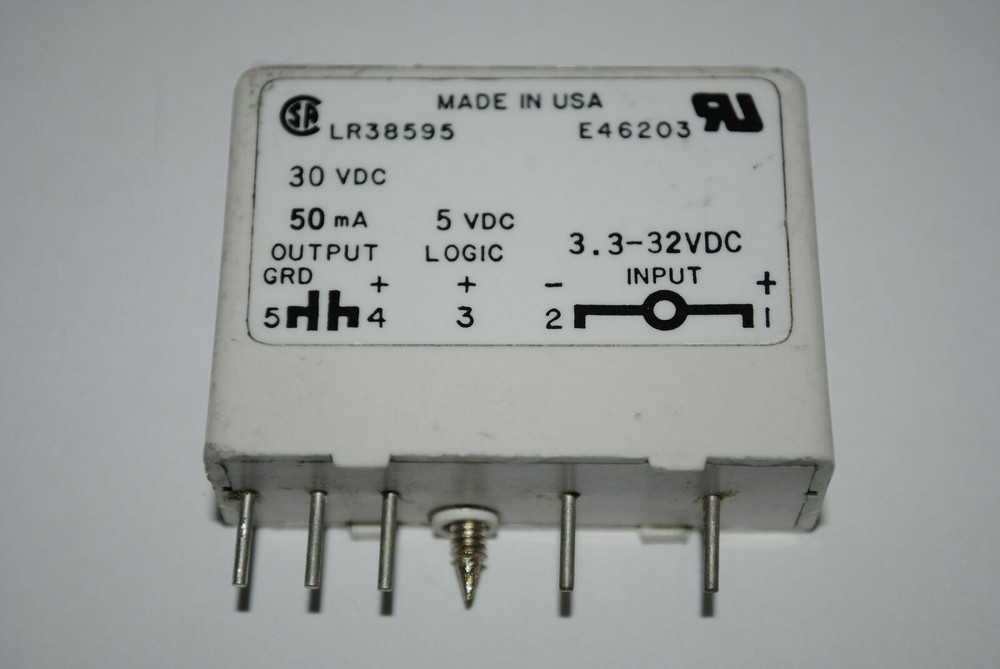 MADE IN USA
LR38595 E46203
30 VDC
50 mA 5 VDC
OUTPUT LOGIC 3.3-32VDC
GRD + + - INPUT +
5 4 3 2 1